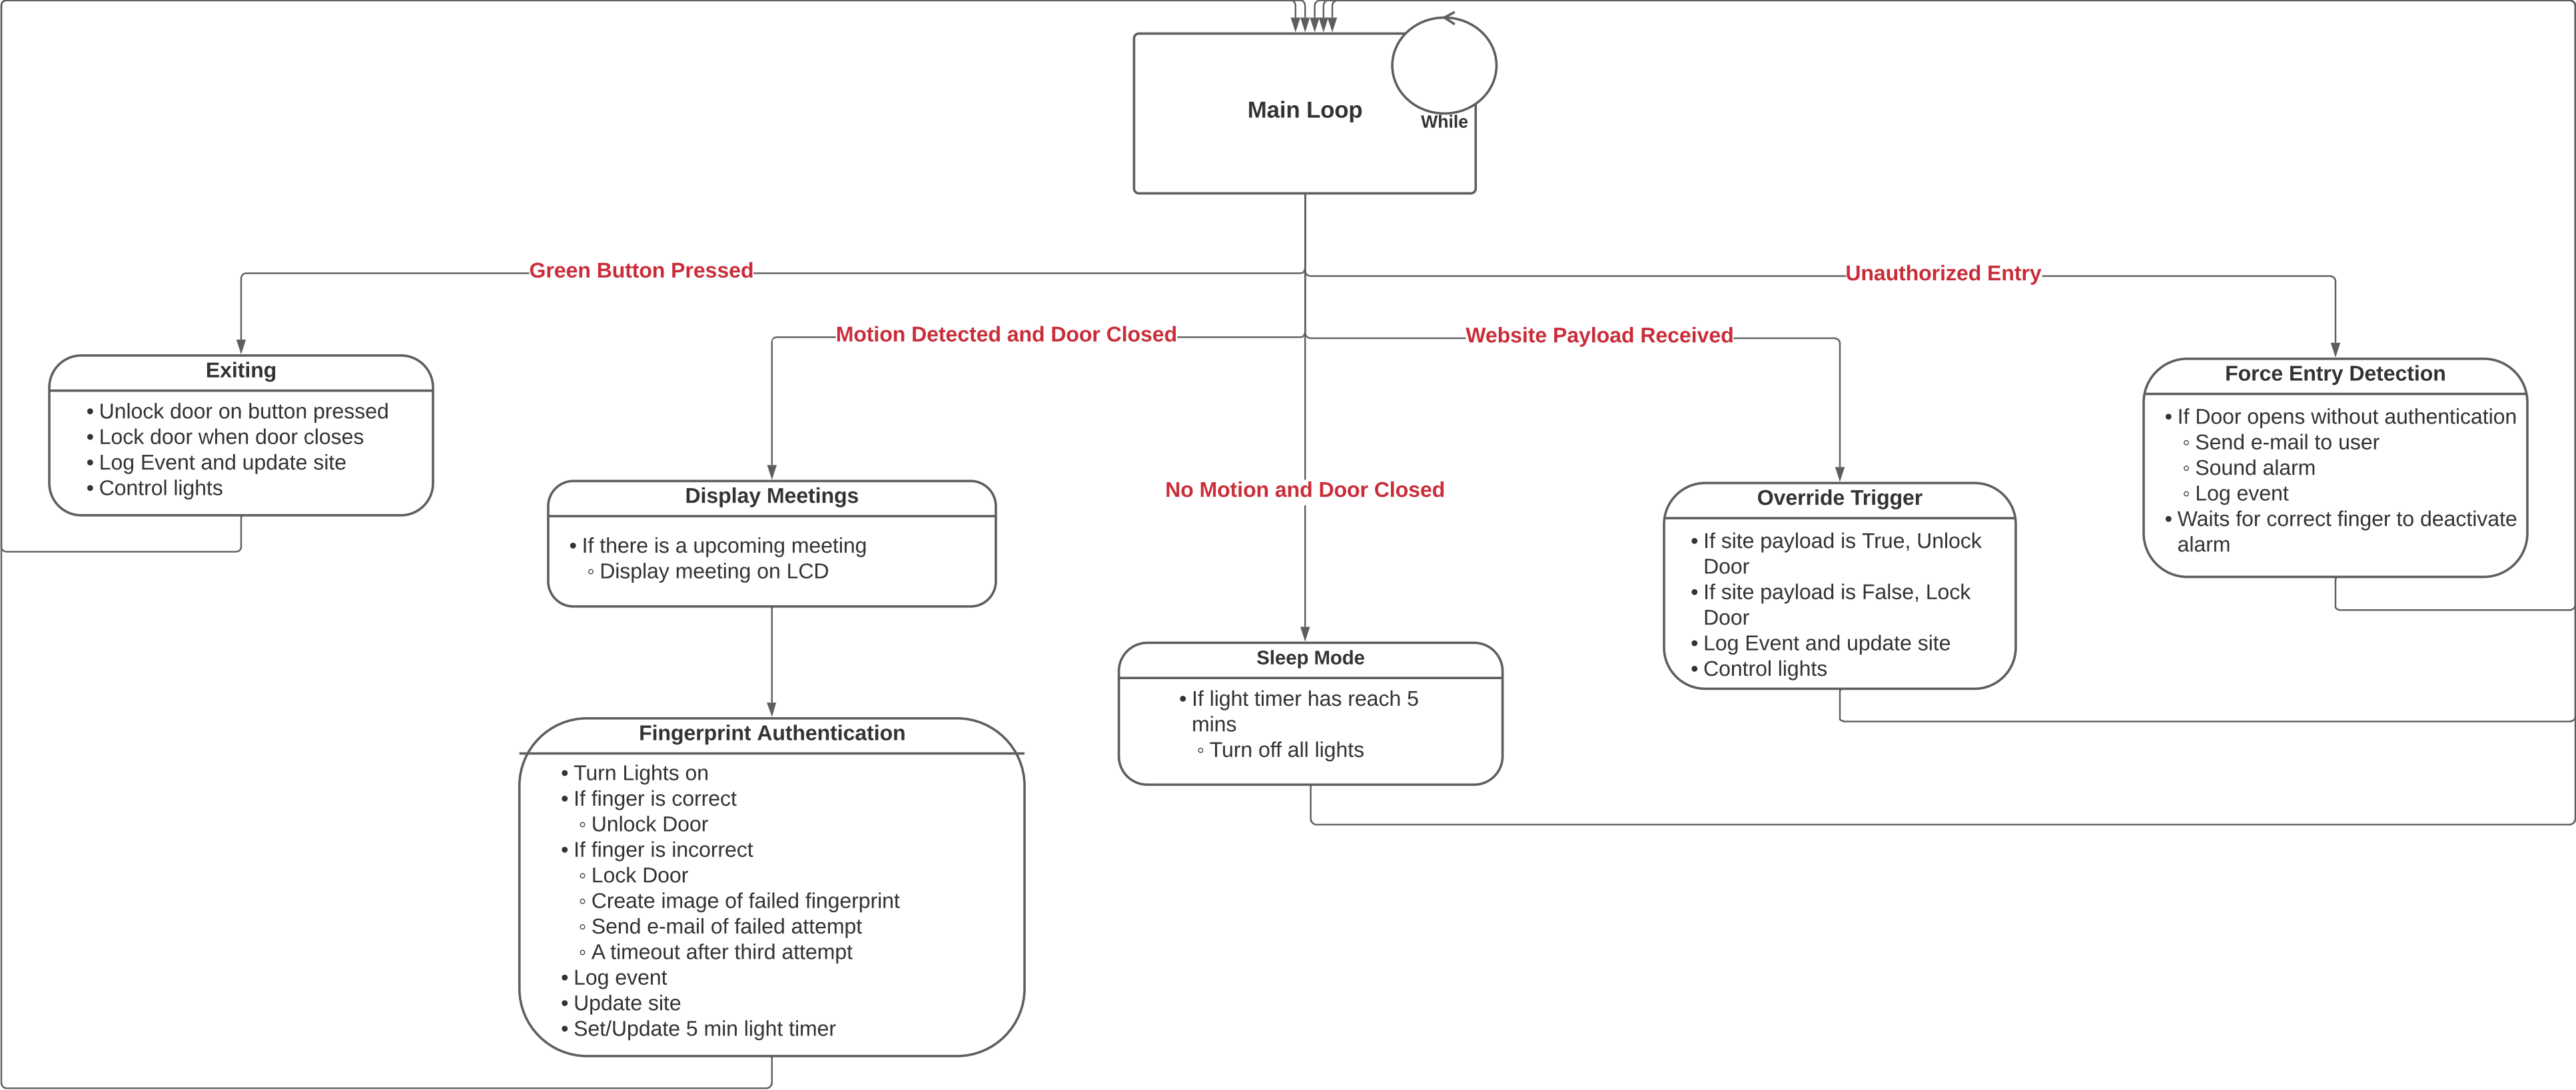 Main Loop
While
Green Button Pressed
Unauthorized Entry
Motion Detected and Door Closed
Website Payload Received
No Motion and Door Closed
Exiting
• Unlock door on button pressed
• Lock door when door closes
• Log Event and update site
• Control lights
Display Meetings
• If there is a upcoming meeting
◦ Display meeting on LCD
Fingerprint Authentication
• Turn Lights on
• If finger is correct
◦ Unlock Door
• If finger is incorrect
◦ Lock Door
◦ Create image of failed fingerprint
◦ Send e-mail of failed attempt
◦ A timeout after third attempt
• Log event
• Update site
• Set/Update 5 min light timer
Sleep Mode
• If light timer has reach 5
mins
◦ Turn off all lights
Override Trigger
• If site payload is True, Unlock
Door
• If site payload is False, Lock
Door
• Log Event and update site
• Control lights
Force Entry Detection
• If Door opens without authentication
◦ Send e-mail to user
◦ Sound alarm
◦ Log event
• Waits for correct finger to deactivate
alarm